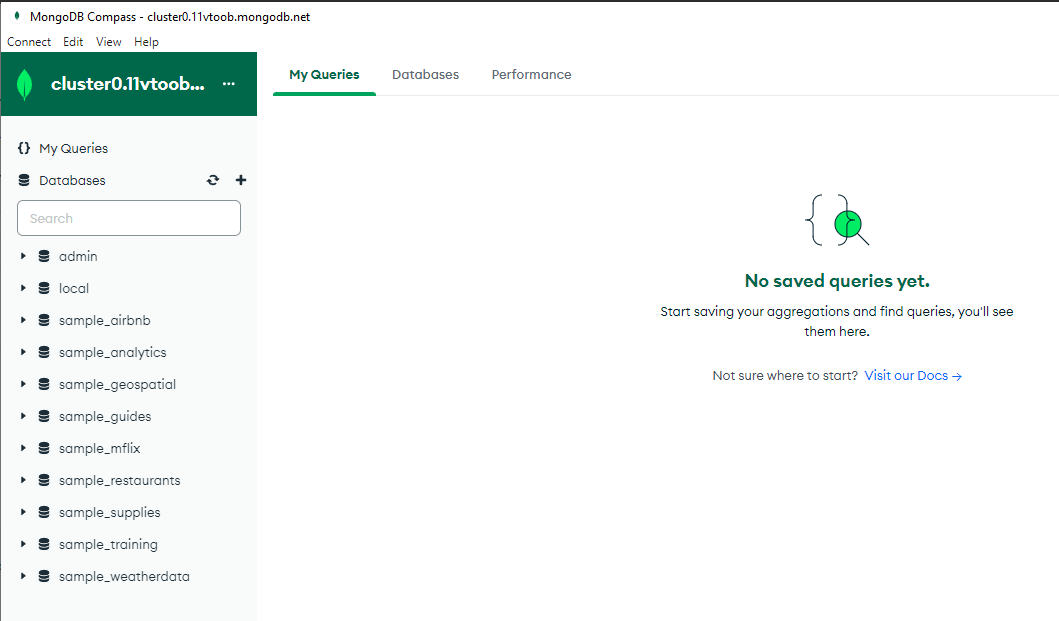 MongoDB Compass - cluster0.11vtoob.mongodb.net
Connect Edit View Help
cluster0.11vtoob... ...
My Queries Databases Performance
{} My Queries
Databases
Search
admin
local
sample_airbnb
sample_analytics
sample_geospatial
sample_guides
sample_mflix
sample_restaurants
sample_supplies
sample_training
sample_weatherdata
No saved queries yet.
Start saving your aggregations and find queries, you'll see
them here.
Not sure where to start? Visit our Docs →